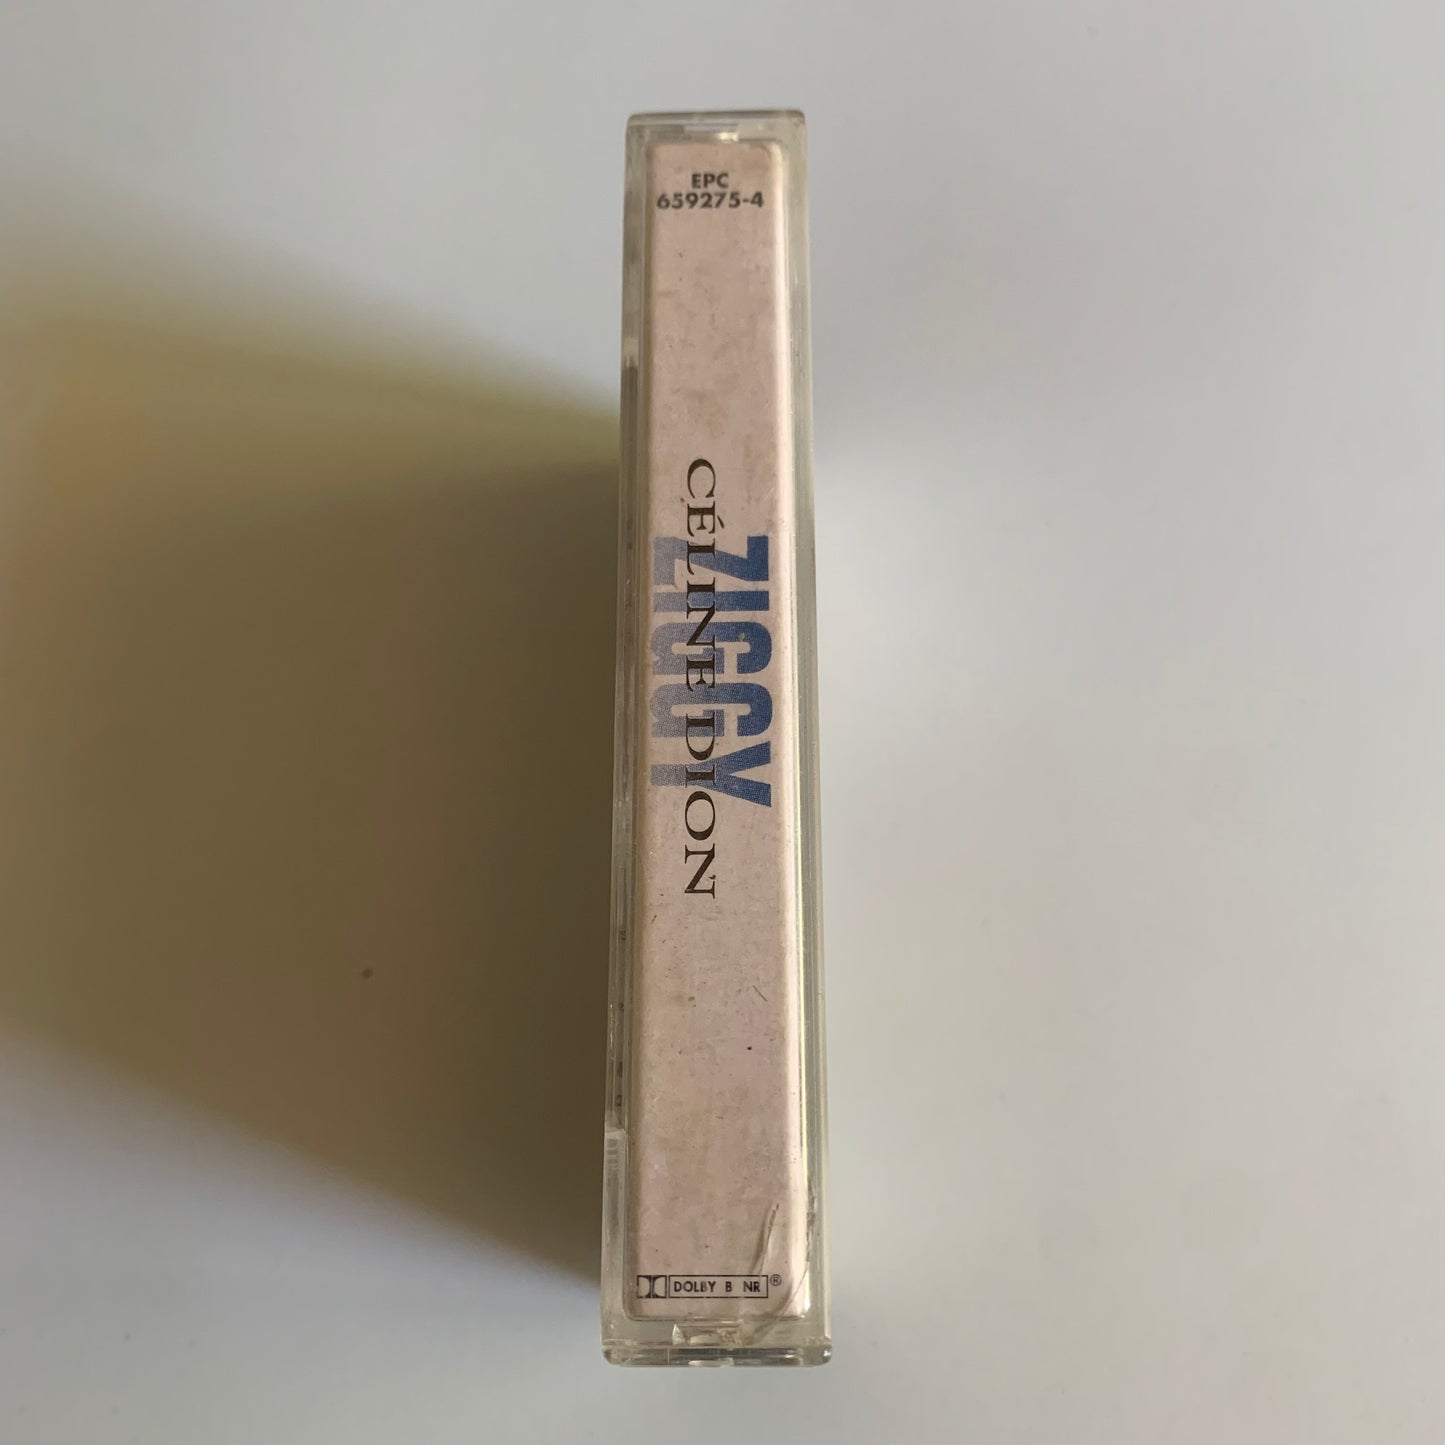 EPC
659275-4
CÉLINE DION
ZIGGY
DOLBY B NR®